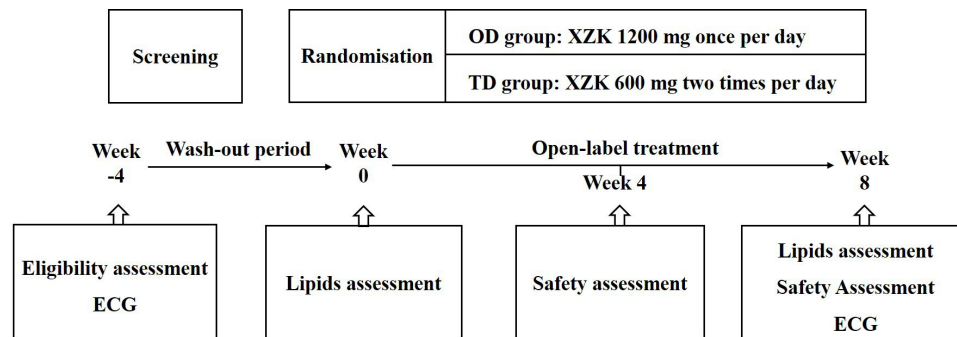 Screening
Randomisation
OD group: XZK 1200 mg once per day
TD group: XZK 600 mg two times per day
Week
-4
Wash-out period
Week
0
Open-label treatment
Week 4
Week
8
Eligibility assessment
ECG
Lipids assessment
Safety assessment
Lipids assessment
Safety Assessment
ECG